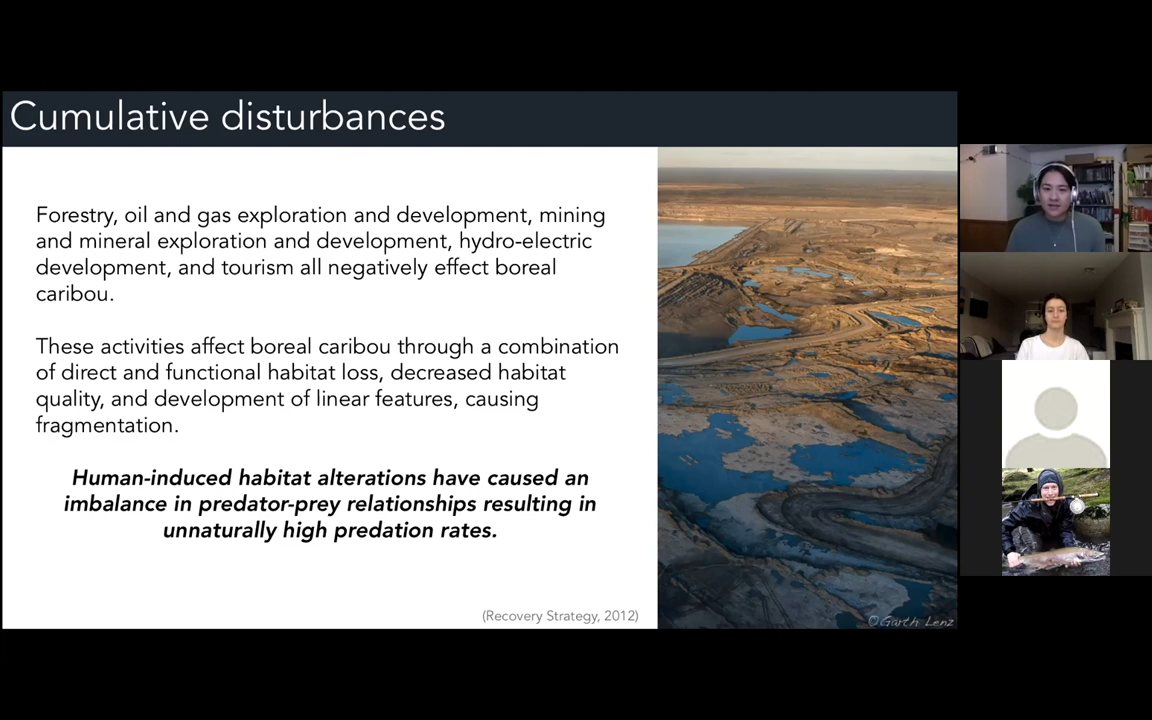 Cumulative disturbances
Forestry, oil and gas exploration and development, mining
and mineral exploration and development, hydro-electric
development, and tourism all negatively effect boreal
caribou.
These activities affect boreal caribou through a combination
of direct and functional habitat loss, decreased habitat
quality, and development of linear features, causing
fragmentation.
Human-induced habitat alterations have caused an
imbalance in predator-prey relationships resulting in
unnaturally high predation rates.
(Recovery Strategy, 2012)
©Garth Lenz